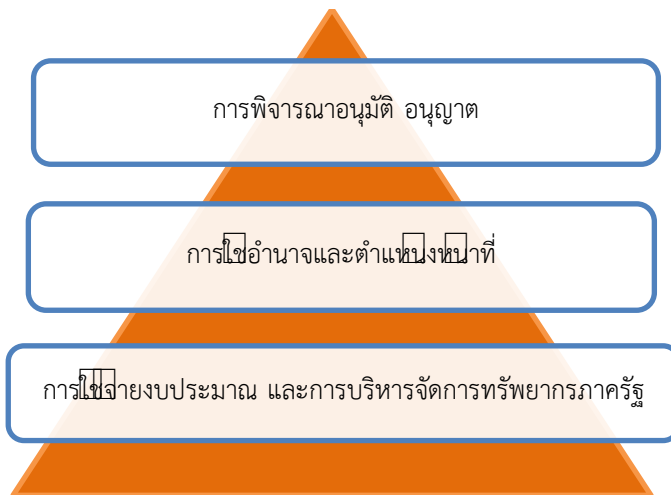 การพิจารณาอนุมัติ อนุญาต
การใช้อำนาจและตำแหน่งหน้าที่
การใช้จ่ายงบประมาณ และการบริหารจัดการทรัพยากรภาครัฐ